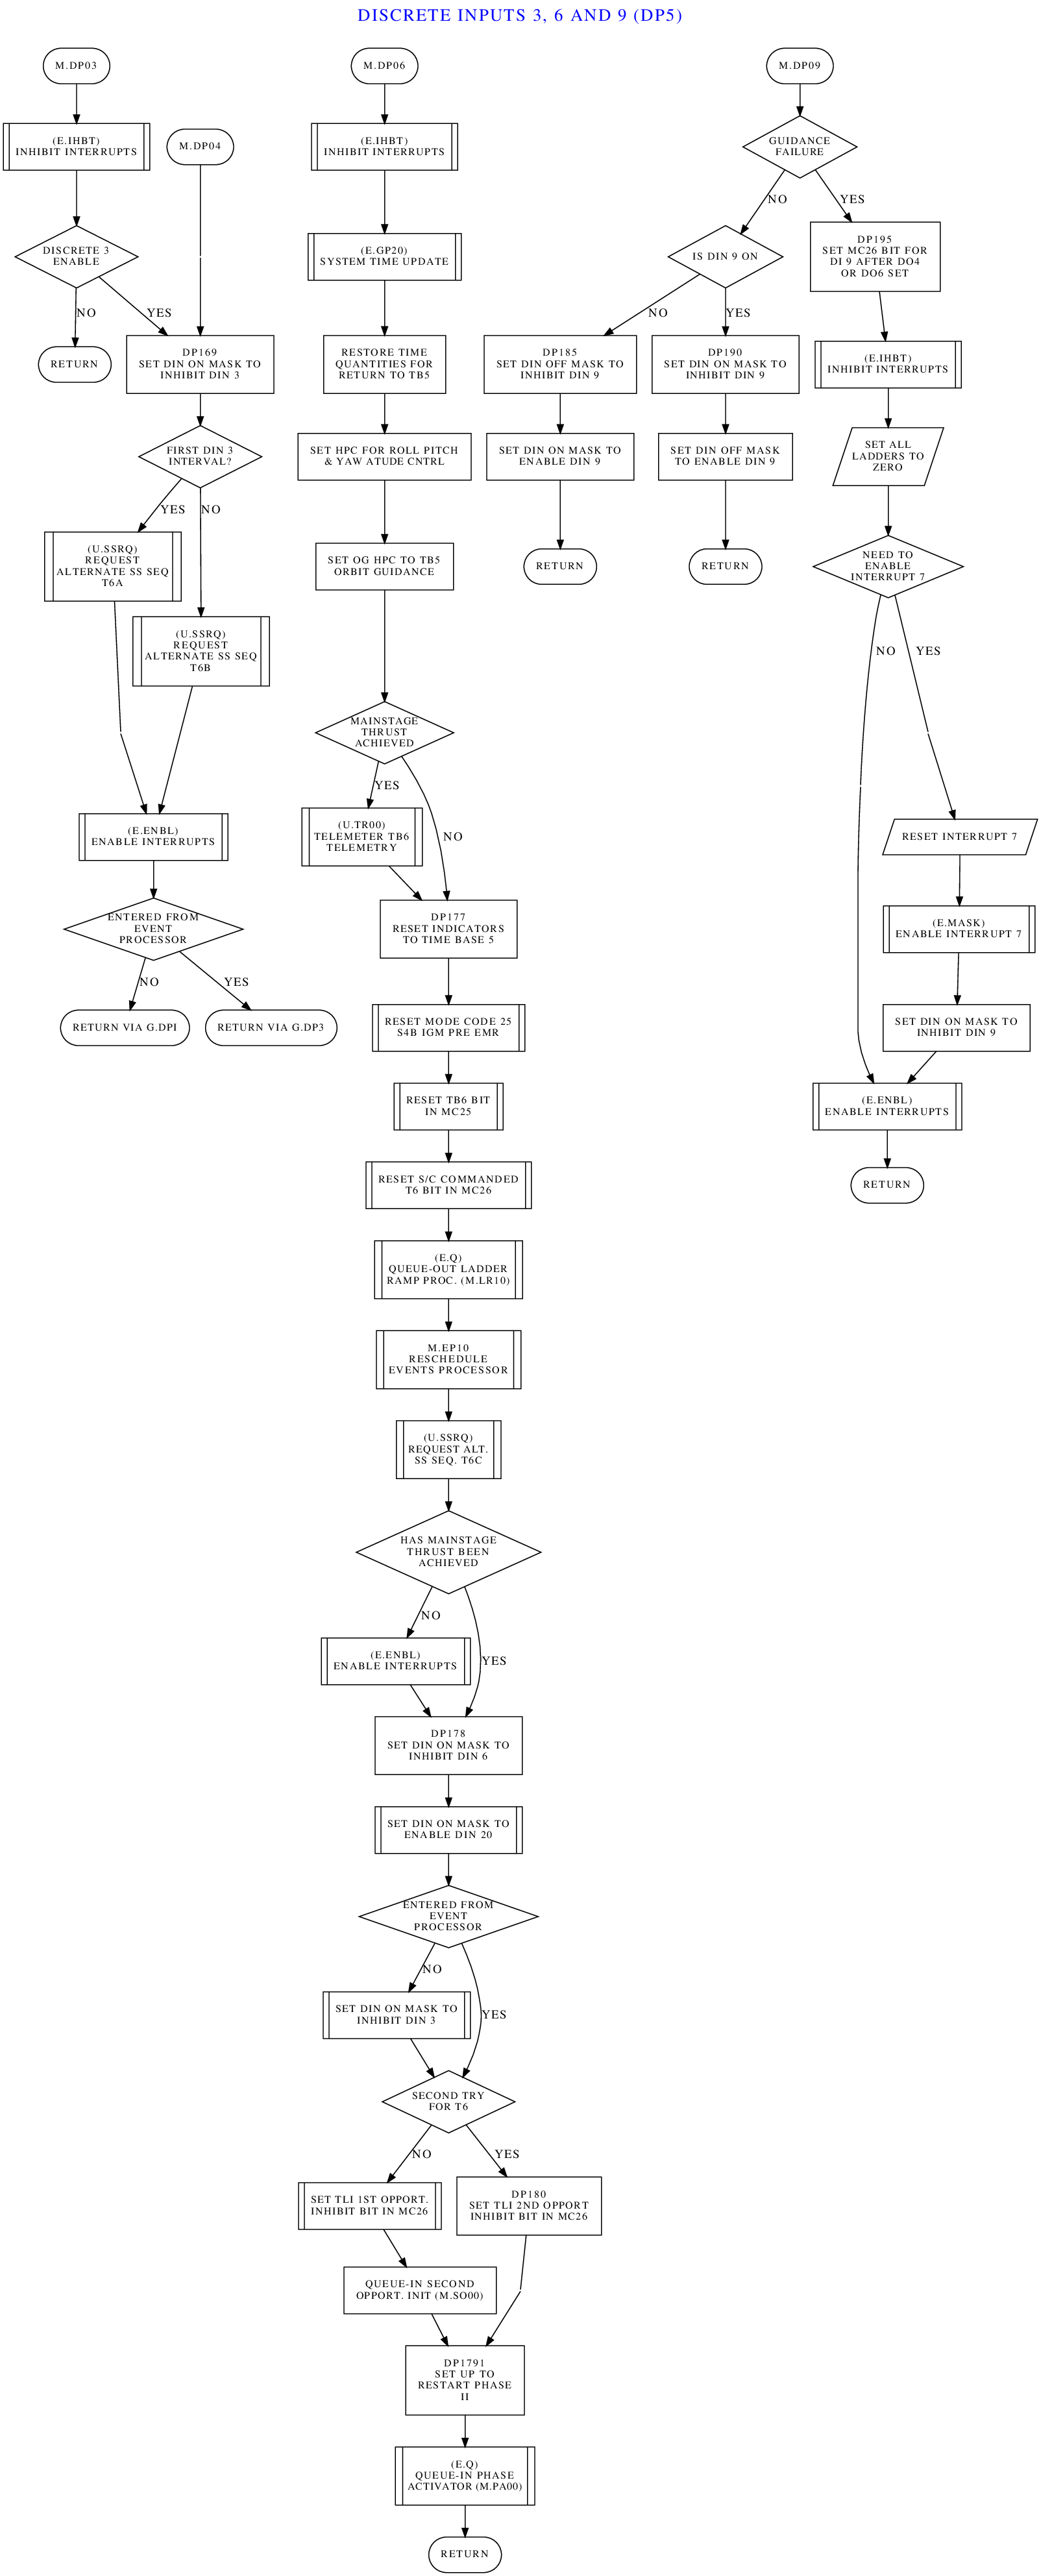 DISCRETE INPUTS 3, 6 AND 9 (DP5)
M.DP03
(E.IHBT)
INHIBIT INTERRUPTS
M.DP04
DISCRETE 3
ENABLE
NO
YES
RETURN
DP169
SET DIN ON MASK TO
INHIBIT DIN 3
FIRST DIN 3
INTERVAL?
YES
NO
(U.SSRQ)
REQUEST
ALTERNATE SS SEQ
T6A
(U.SSRQ)
REQUEST
ALTERNATE SS SEQ
T6B
(E.ENBL)
ENABLE INTERRUPTS
ENTERED FROM
EVENT
PROCESSOR
NO
YES
RETURN VIA G.DPI
RETURN VIA G.DP3
M.DP06
(E.IHBT)
INHIBIT INTERRUPTS
(E.GP20)
SYSTEM TIME UPDATE
RESTORE TIME
QUANTITIES FOR
RETURN TO TB5
SET HPC FOR ROLL PITCH
& YAW ATUDE CNTRL
SET OG HPC TO TB5
ORBIT GUIDANCE
MAINSTAGE
THRUST
ACHIEVED
YES
NO
(U.TR00)
TELEMETER TB6
TELEMETRY
DP177
RESET INDICATORS
TO TIME BASE 5
RESET MODE CODE 25
S4B IGM PRE EMR
RESET TB6 BIT
IN MC25
RESET S/C COMMANDED
T6 BIT IN MC26
(E.Q)
QUEUE-OUT LADDER
RAMP PROC. (M.LR10)
M.EP10
RESCHEDULE
EVENTS PROCESSOR
(U.SSRQ)
REQUEST ALT.
SS SEQ. T6C
HAS MAINSTAGE
THRUST BEEN
ACHIEVED
NO
YES
(E.ENBL)
ENABLE INTERRUPTS
DP178
SET DIN ON MASK TO
INHIBIT DIN 6
SET DIN ON MASK TO
ENABLE DIN 20
ENTERED FROM
EVENT
PROCESSOR
NO
YES
SET DIN ON MASK TO
INHIBIT DIN 3
SECOND TRY
FOR T6
NO
YES
SET TLI 1ST OPPORT.
INHIBIT BIT IN MC26
DP180
SET TLI 2ND OPPORT
INHIBIT BIT IN MC26
QUEUE-IN SECOND
OPPORT. INIT (M.SO00)
DP1791
SET UP TO
RESTART PHASE
II
(E.Q)
QUEUE-IN PHASE
ACTIVATOR (M.PA00)
RETURN
M.DP09
GUIDANCE
FAILURE
NO
YES
IS DIN 9 ON
NO
YES
DP185
SET DIN OFF MASK TO
INHIBIT DIN 9
SET DIN ON MASK TO
ENABLE DIN 9
RETURN
DP190
SET DIN ON MASK TO
INHIBIT DIN 9
SET DIN OFF MASK
TO ENABLE DIN 9
RETURN
DP195
SET MC26 BIT FOR
DI 9 AFTER DO4
OR DO6 SET
(E.IHBT)
INHIBIT INTERRUPTS
SET ALL
LADDERS TO
ZERO
NEED TO
ENABLE
INTERRUPT 7
NO
YES
RESET INTERRUPT 7
(E.MASK)
ENABLE INTERRUPT 7
SET DIN ON MASK TO
INHIBIT DIN 9
(E.ENBL)
ENABLE INTERRUPTS
RETURN